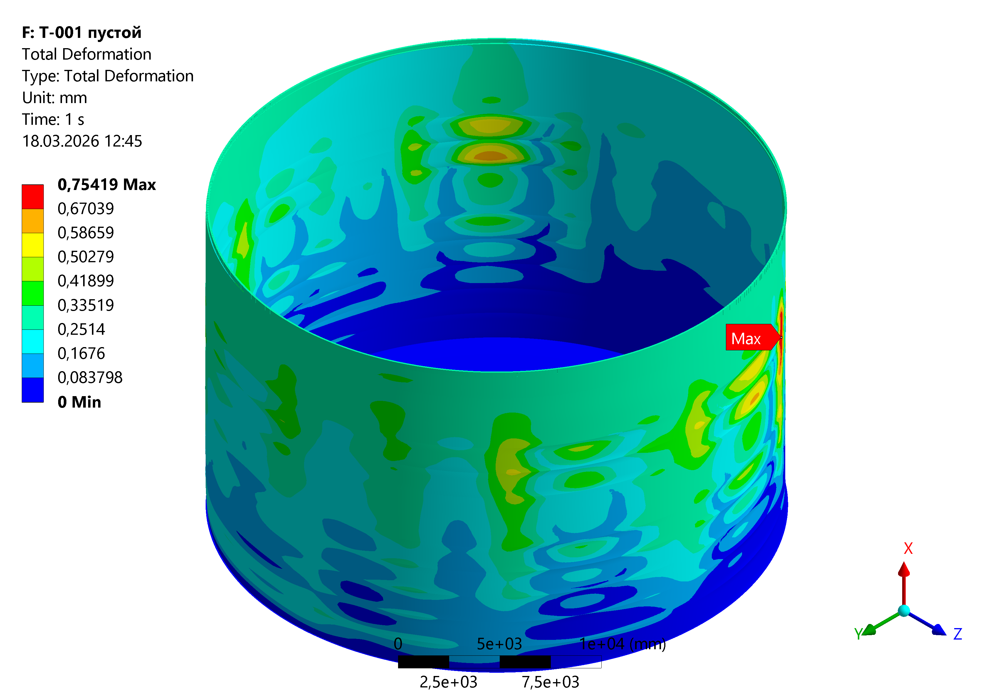 F: T-001 пустой
Total Deformation
Type: Total Deformation
Unit: mm
Time: 1 s
18.03.2026 12:45
0,75419 Max
0,67039
0,58659
0,50279
0,41899
0,33519
0,2514
0,1676
0,083798
0 Min
Max
X
Y
Z
0 5e+03 1e+04 (mm)
2,5e+03 7,5e+03